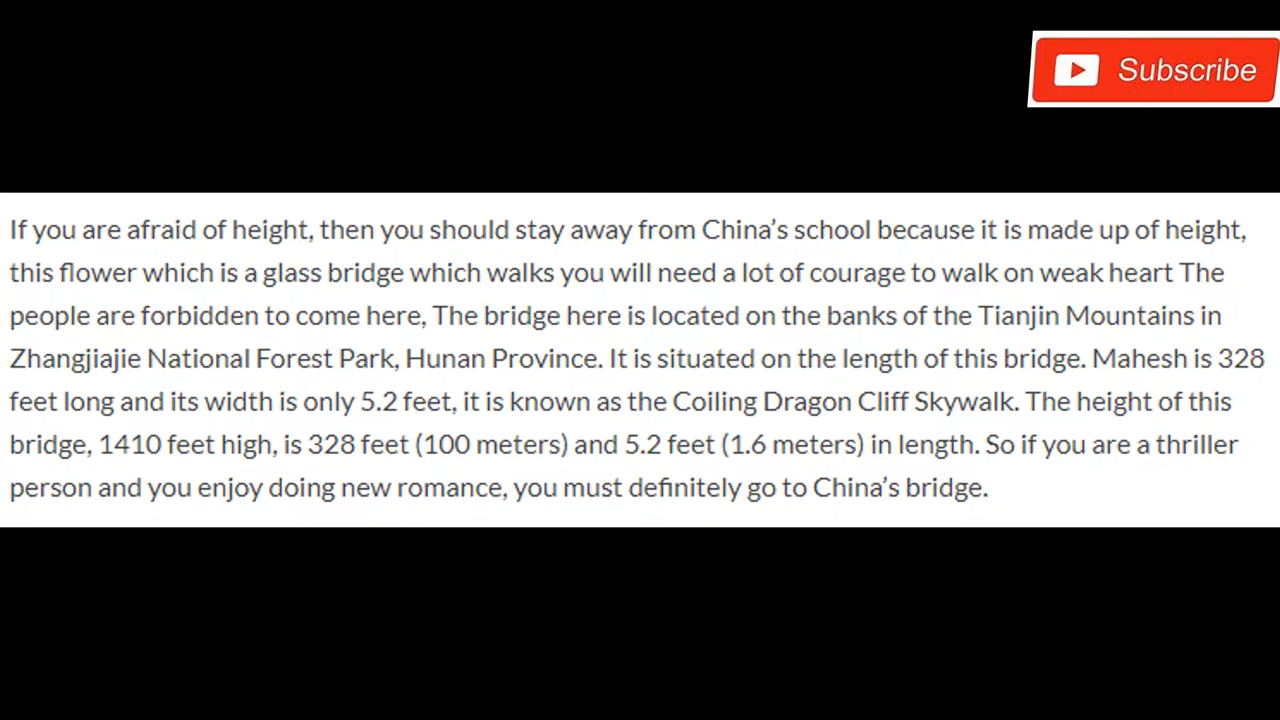 Subscribe
If you are afraid of height, then you should stay away from China’s school because it is made up of height,
this flower which is a glass bridge which walks you will need a lot of courage to walk on weak heart The
people are forbidden to come here, The bridge here is located on the banks of the Tianjin Mountains in
Zhangjiajie National Forest Park, Hunan Province. It is situated on the length of this bridge. Mahesh is 328
feet long and its width is only 5.2 feet, it is known as the Coiling Dragon Cliff Skywalk. The height of this
bridge, 1410 feet high, is 328 feet (100 meters) and 5.2 feet (1.6 meters) in length. So if you are a thriller
person and you enjoy doing new romance, you must definitely go to China’s bridge.